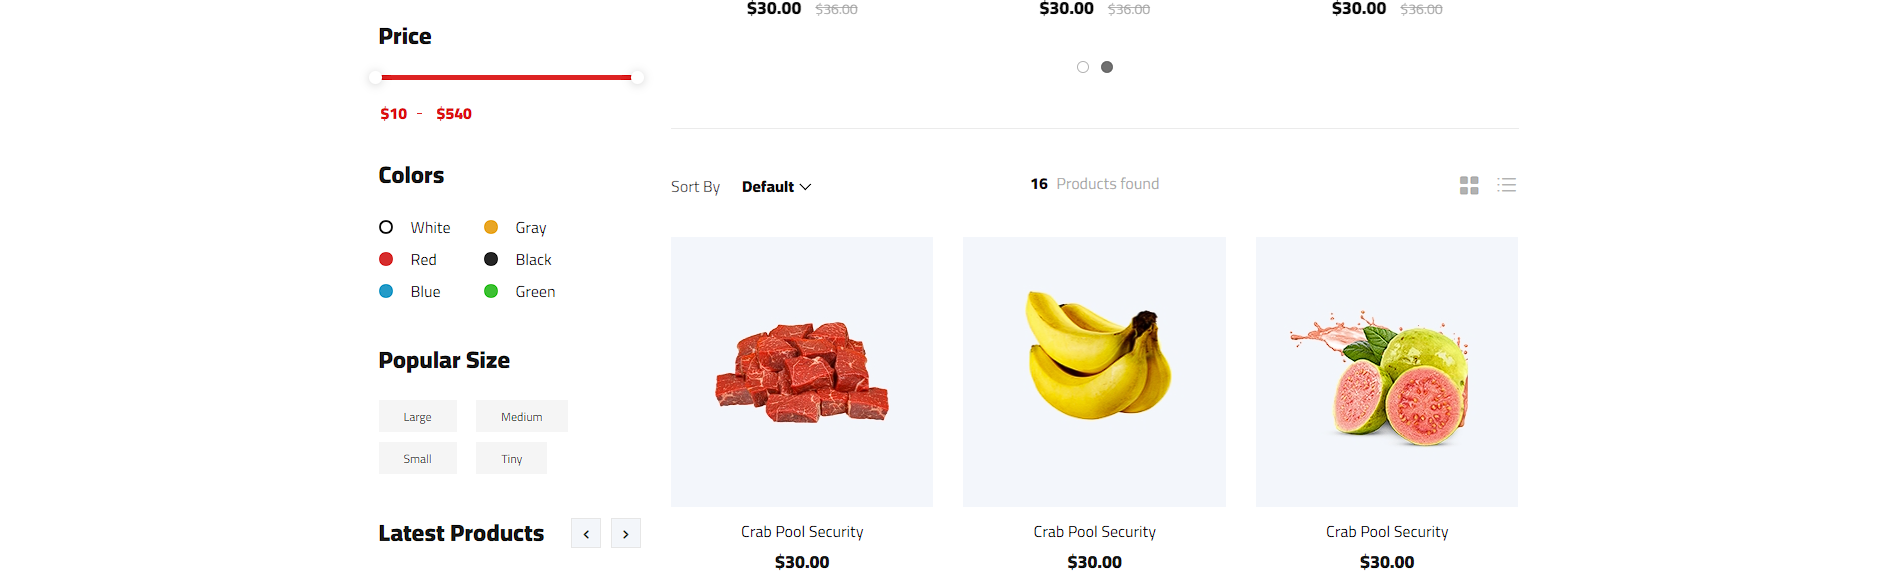 $30.00 $36.00
$30.00 $36.00
$30.00 $36.00
Price
$10 - $540
Colors
White
Gray
Red
Black
Blue
Green
Popular Size
Large
Medium
Small
Tiny
Latest Products
Sort By Default
16 Products found
Crab Pool Security
$30.00
Crab Pool Security
$30.00
Crab Pool Security
$30.00